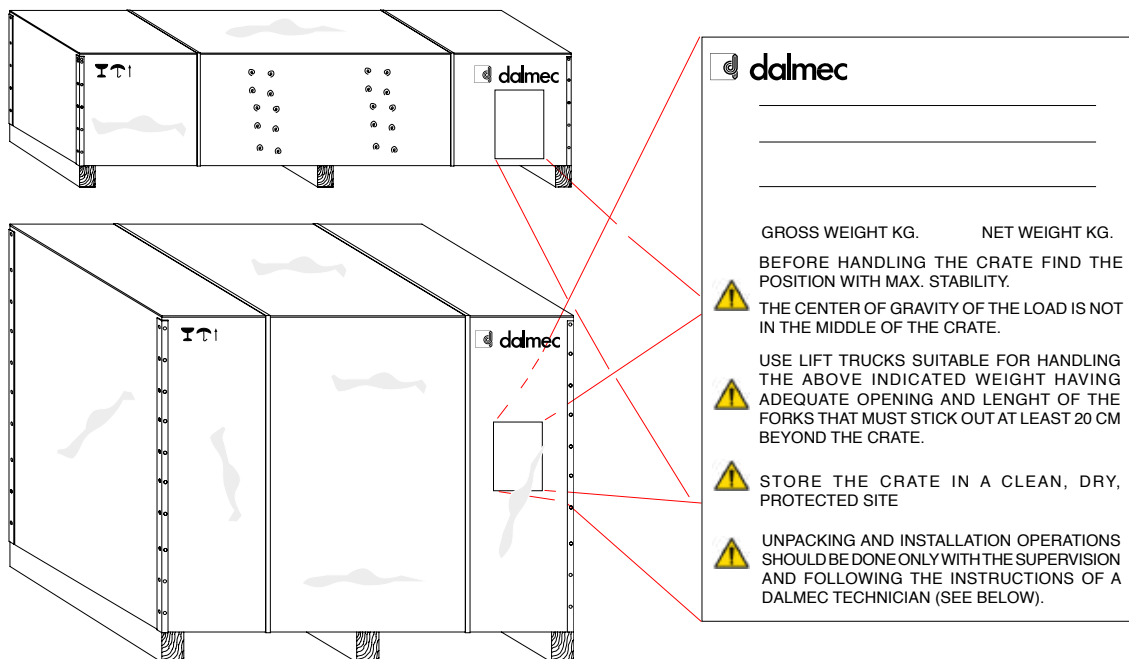 dalmec
dalmec
dalmec
GROSS WEIGHT KG. NET WEIGHT KG.
BEFORE HANDLING THE CRATE FIND THE
POSITION WITH MAX. STABILITY.
THE CENTER OF GRAVITY OF THE LOAD IS NOT
IN THE MIDDLE OF THE CRATE.
USE LIFT TRUCKS SUITABLE FOR HANDLING
THE ABOVE INDICATED WEIGHT HAVING
ADEQUATE OPENING AND LENGHT OF THE
FORKS THAT MUST STICK OUT AT LEAST 20 CM
BEYOND THE CRATE.
STORE THE CRATE IN A CLEAN, DRY,
PROTECTED SITE
UNPACKING AND INSTALLATION OPERATIONS
SHOULD BE DONE ONLY WITH THE SUPERVISION
AND FOLLOWING THE INSTRUCTIONS OF A
DALMEC TECHNICIAN (SEE BELOW).